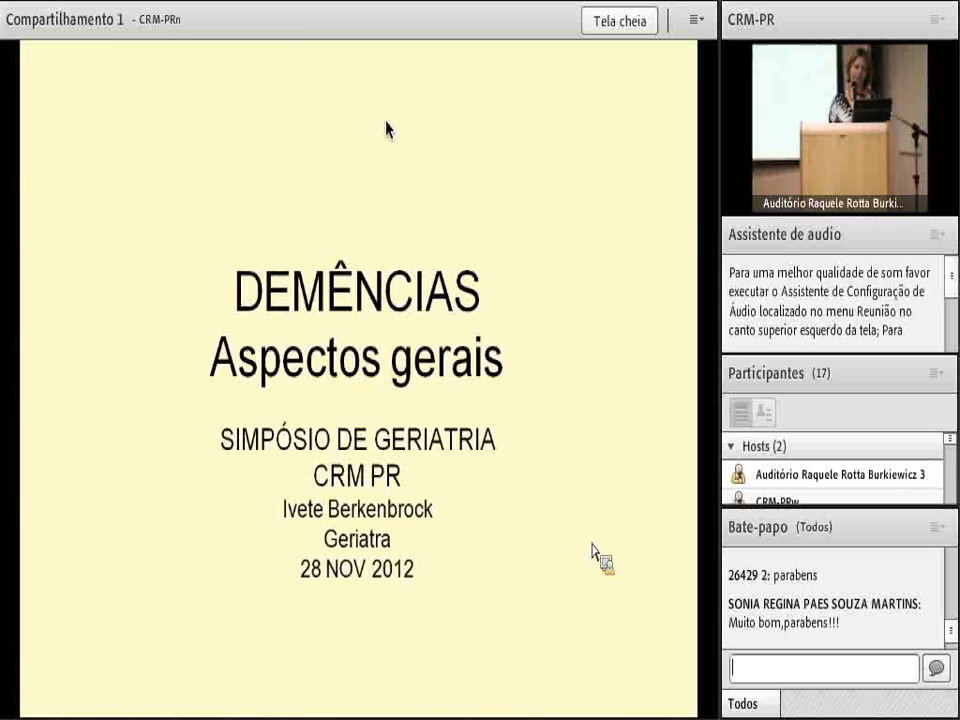 Compartilhamento 1 - CRM-PRn
Tela cheia
DEMÊNCIAS
Aspectos gerais
SIMPÓSIO DE GERIATRIA
CRM PR
Ivete Berkenbrock
Geriatra
28 NOV 2012
CRM-PR
Auditório Raquele Rotta Burki...
Assistente de audio
Para uma melhor qualidade de som favor
executar o Assistente de Configuração de
Áudio localizado no menu Reunião no
canto superior esquerdo da tela; Para
Participantes (17)
Hosts (2)
Auditório Raquele Rotta Burkiewicz 3
CRM-PRw
Bate-papo (Todos)
26429 2: parabens
SONIA REGINA PAES SOUZA MARTINS:
Muito bom,parabens!!!
Todos